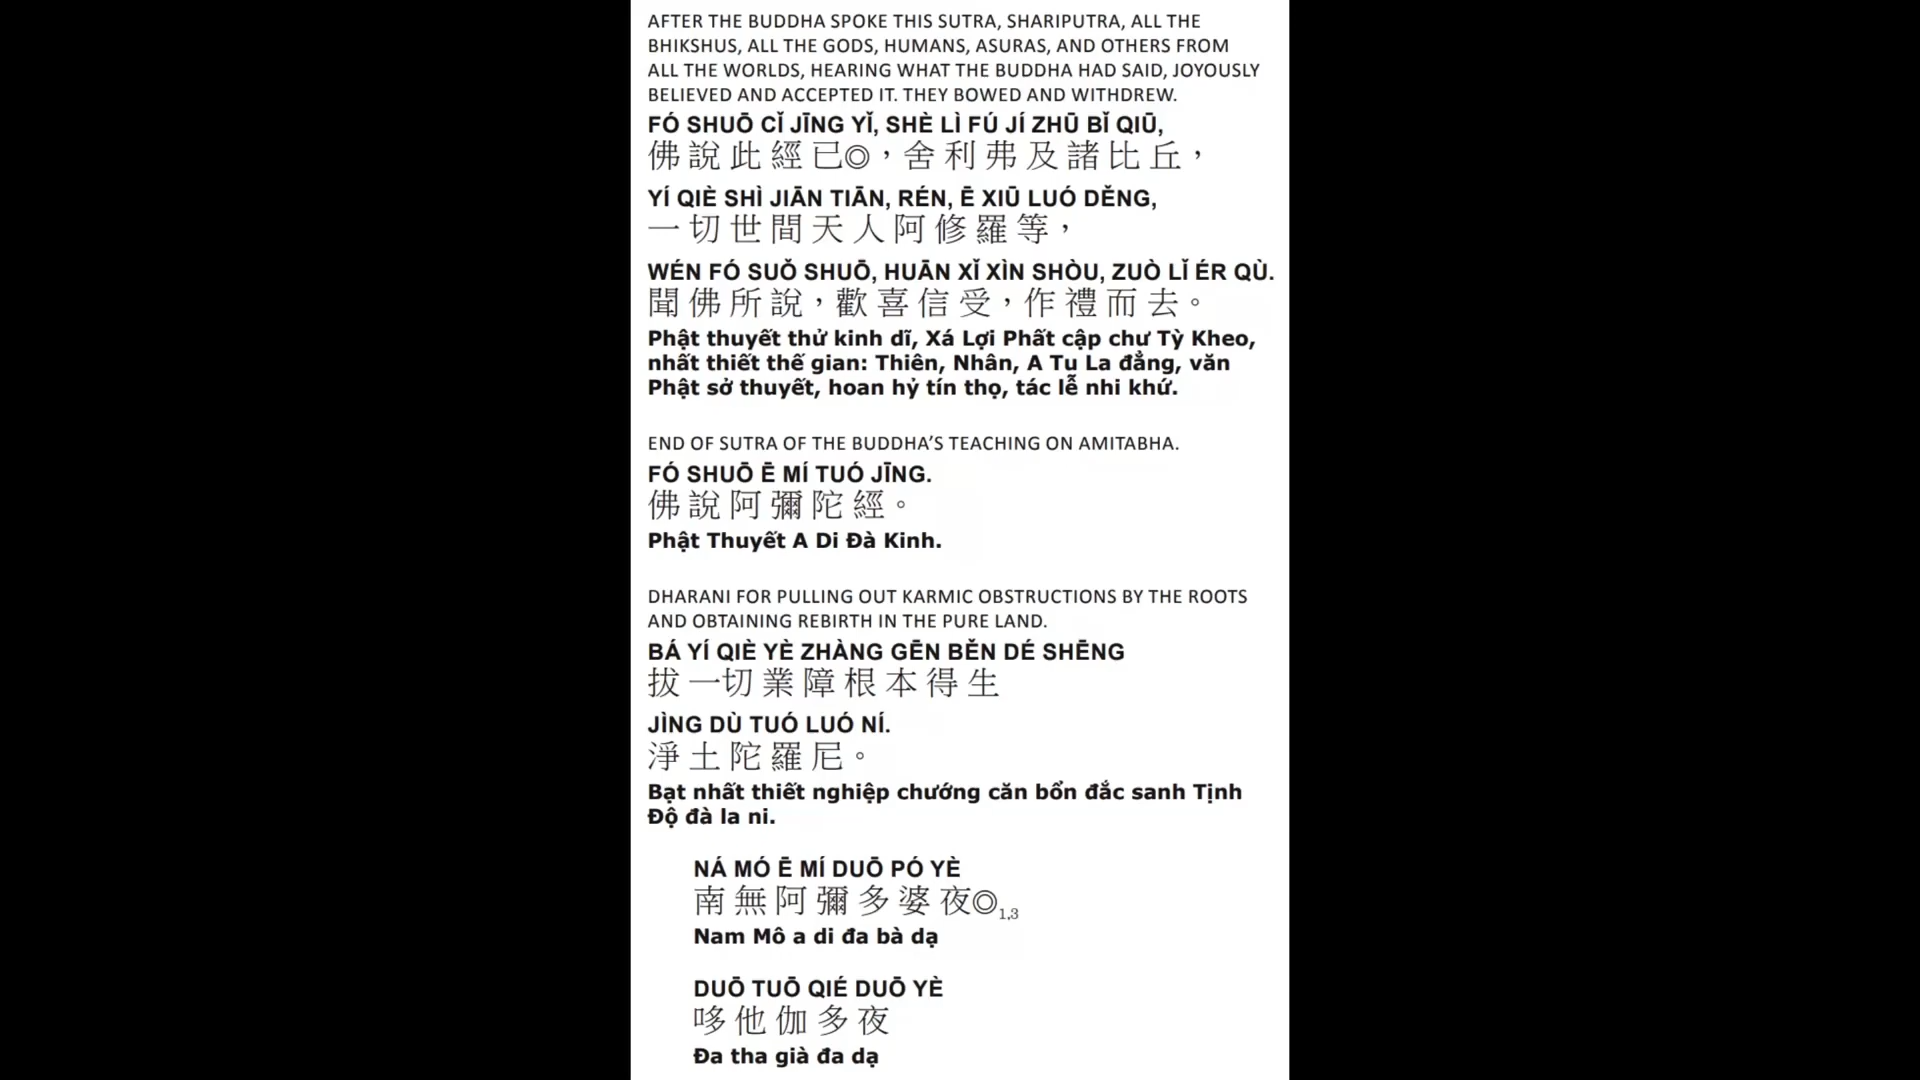 AFTER THE BUDDHA SPOKE THIS SUTRA, SHARIPUTRA, ALL THE
BHIKSHUS, ALL THE GODS, HUMANS, ASURAS, AND OTHERS FROM
ALL THE WORLDS, HEARING WHAT THE BUDDHA HAD SAID, JOYOUSLY
BELIEVED AND ACCEPTED IT. THEY BOWED AND WITHDREW.
FÓ SHUŌ CǏ JĪNG YǏ, SHÈ LÌ FÚ JÍ ZHŪ BǏ QIŪ,
佛說此經已◎，舍利弗及諸比丘，
YÍ QIÈ SHÌ JIĀN TIĀN, RÉN, Ē XIŪ LUÓ DĚNG,
一切世間天人阿修羅等，
WÉN FÓ SUǑ SHUŌ, HUĀN XǏ XÌN SHÒU, ZUÒ LǏ ÉR QÙ.
聞佛所說，歡喜信受，作禮而去。
Phật thuyết thử kinh dĩ, Xá Lợi Phất cập chư Tỳ Kheo,
nhất thiết thế gian: Thiên, Nhân, A Tu La đẳng, văn
Phật sở thuyết, hoan hỷ tín thọ, tác lễ nhi khứ.
END OF SUTRA OF THE BUDDHA’S TEACHING ON AMITABHA.
FÓ SHUŌ Ē MÍ TUÓ JĪNG.
佛說阿彌陀經。
Phật Thuyết A Di Đà Kinh.
DHARANI FOR PULLING OUT KARMIC OBSTRUCTIONS BY THE ROOTS
AND OBTAINING REBIRTH IN THE PURE LAND.
BÁ YÍ QIÈ YÈ ZHÀNG GĒN BĚN DÉ SHĒNG
拔一切業障根本得生
JÌNG DÙ TUÓ LUÓ NÍ.
淨土陀羅尼。
Bạt nhất thiết nghiệp chướng căn bổn đắc sanh Tịnh
Độ đà la ni.
NÁ MÓ Ē MÍ DUŌ PÓ YÈ
南無阿彌多婆夜◎1,3
Nam Mô a di đa bà dạ
DUŌ TUŌ QIÉ DUŌ YÈ
哆他伽多夜
Đa tha già đa dạ